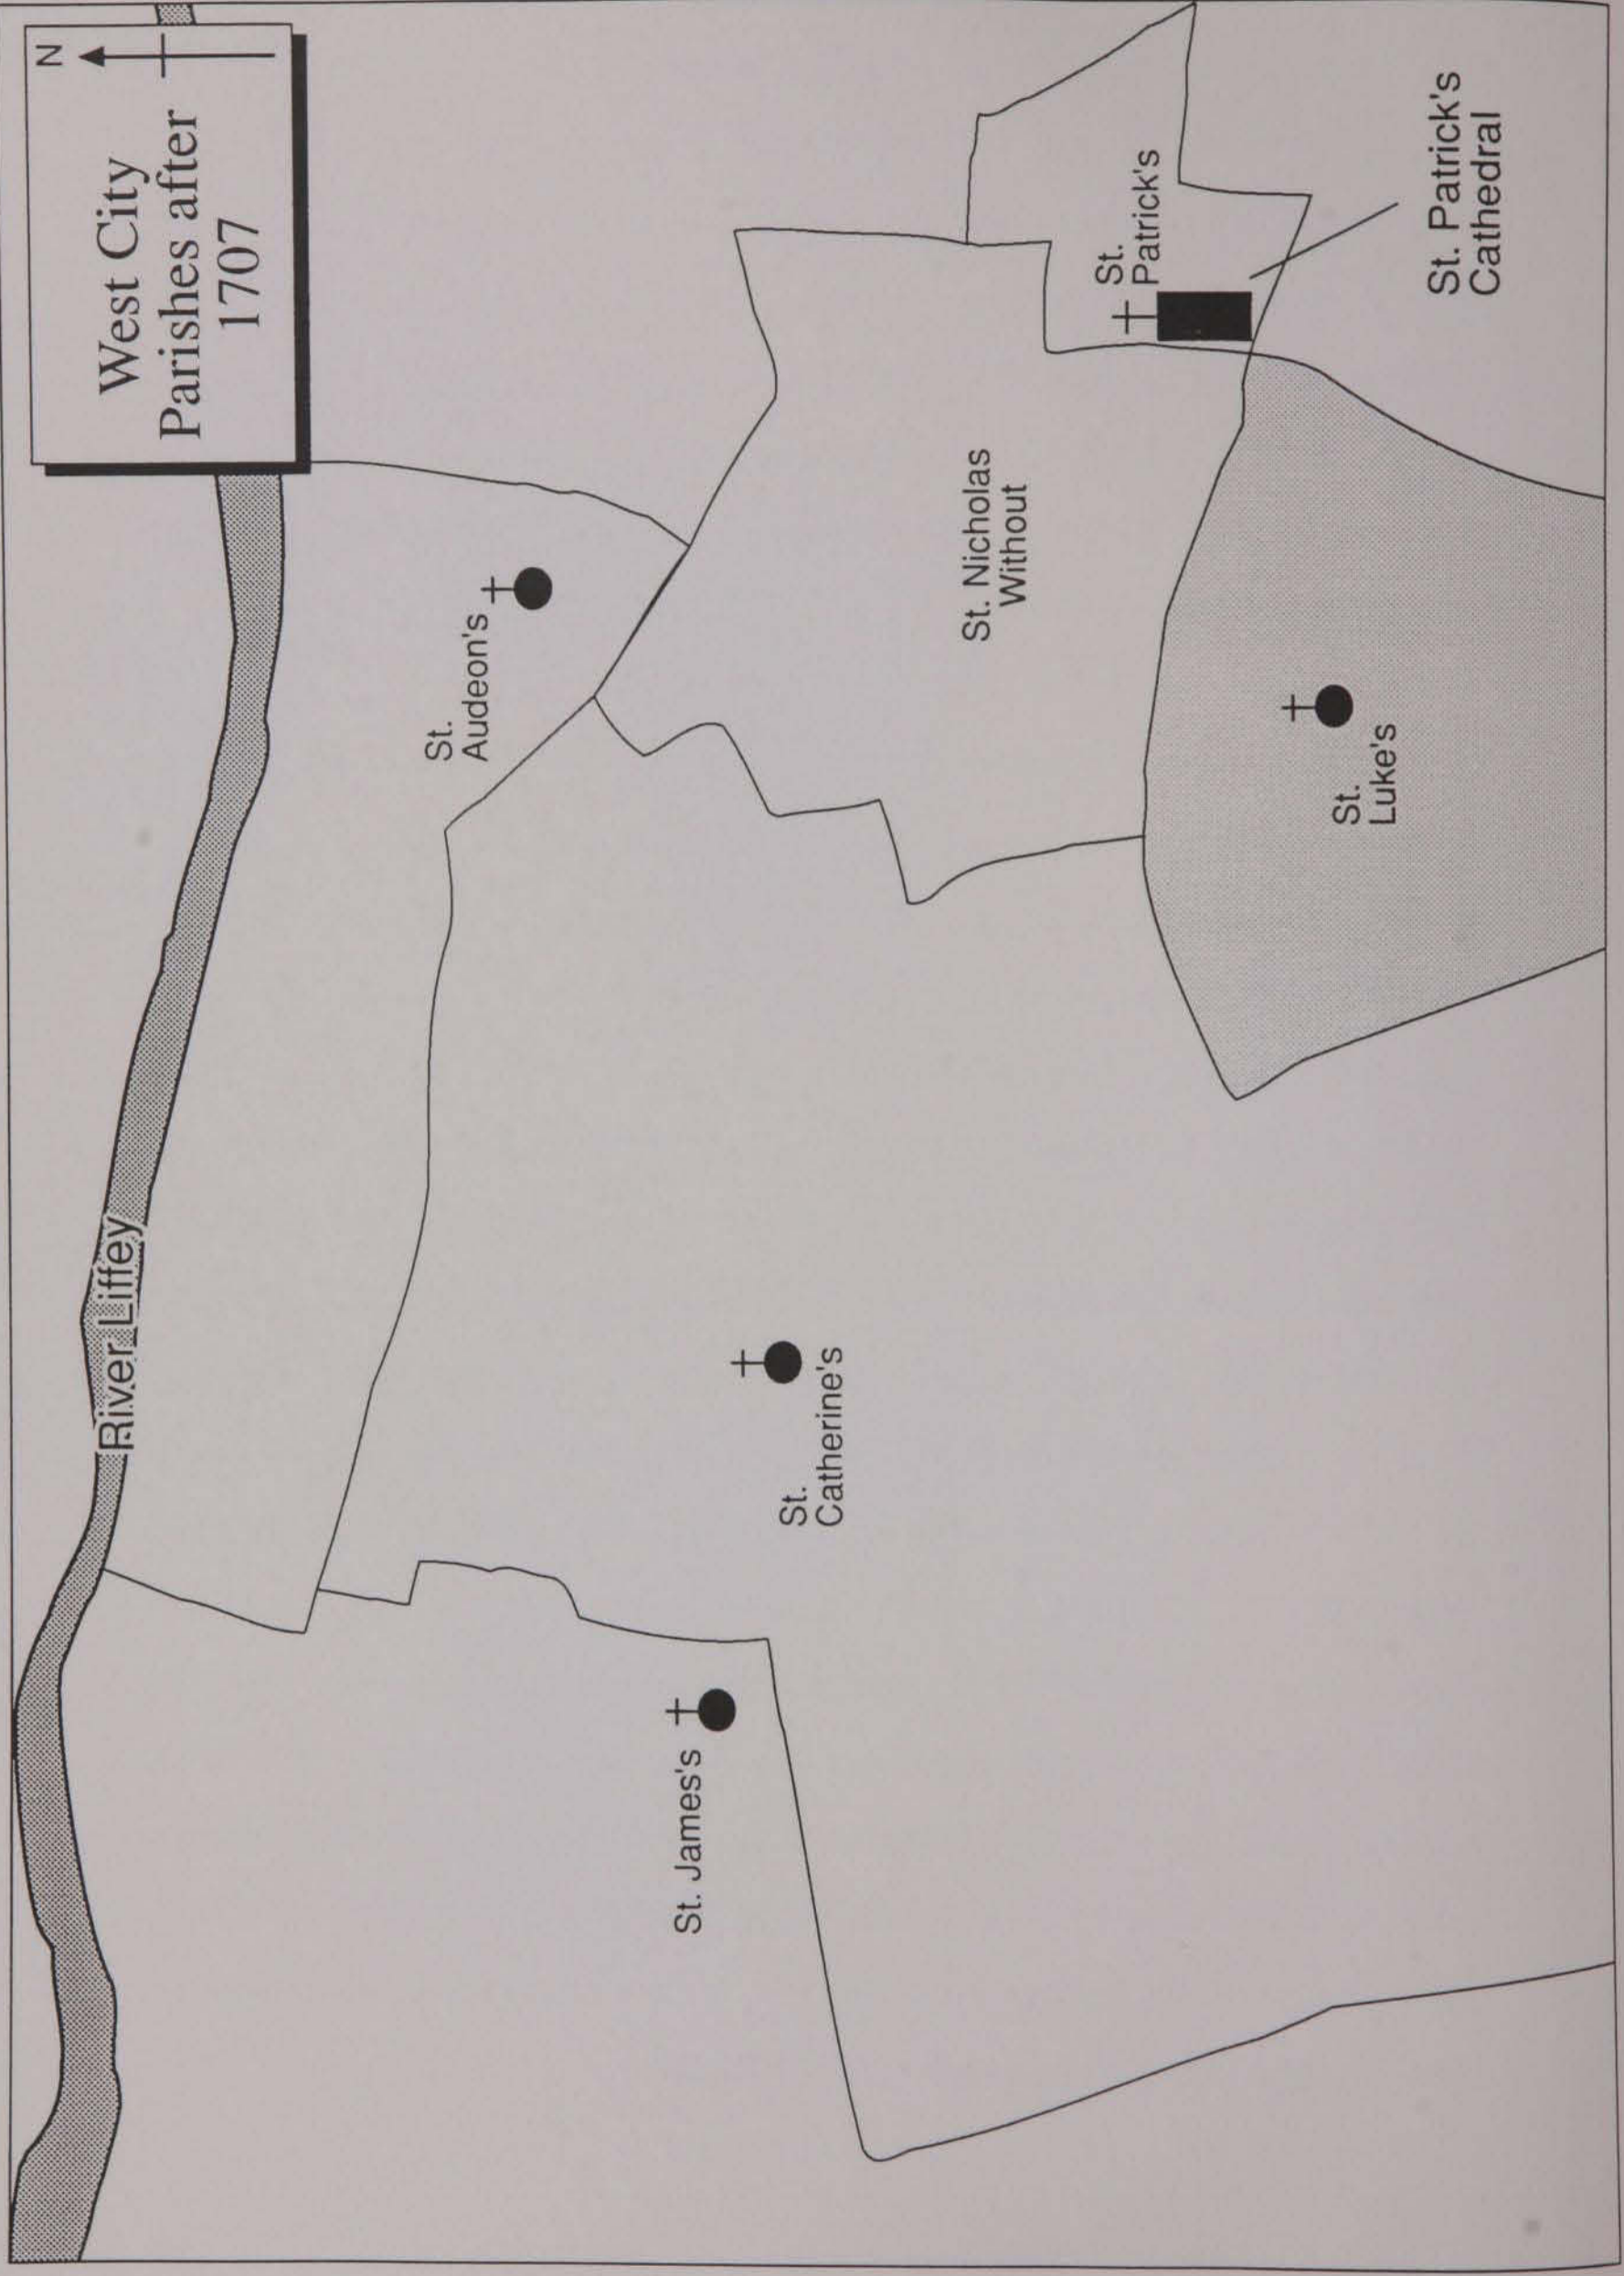 N
West City
Parishes after
1707
River Liffey
St.
Audeon's
St. James's
St.
Catherine's
St. Nicholas
Without
St.
Patrick's
St.
Luke's
St. Patrick's
Cathedral